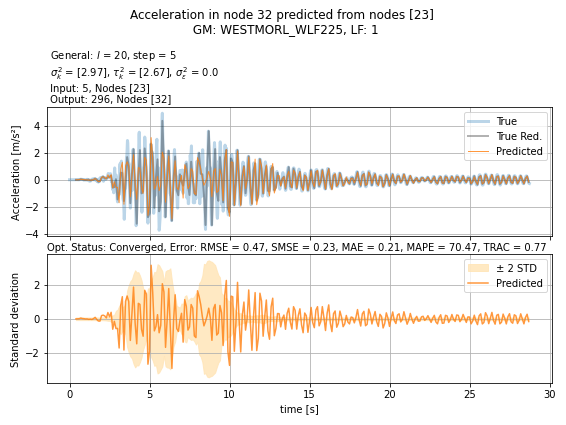 Acceleration in node 32 predicted from nodes [23]
GM: WESTMORL_WLF225, LF: 1
General: l = 20, step = 5
σ²ₖ = [2.97], τ²ₖ = [2.67], σ²ε = 0.0
Input: 5, Nodes [23]
Output: 296, Nodes [32]
Acceleration [m/s²]
4
2
0
−2
−4
True
True Red.
Predicted
Opt. Status: Converged, Error: RMSE = 0.47, SMSE = 0.23, MAE = 0.21, MAPE = 70.47, TRAC = 0.77
Standard deviation
2
0
−2
± 2 STD
Predicted
0 5 10 15 20 25 30
time [s]